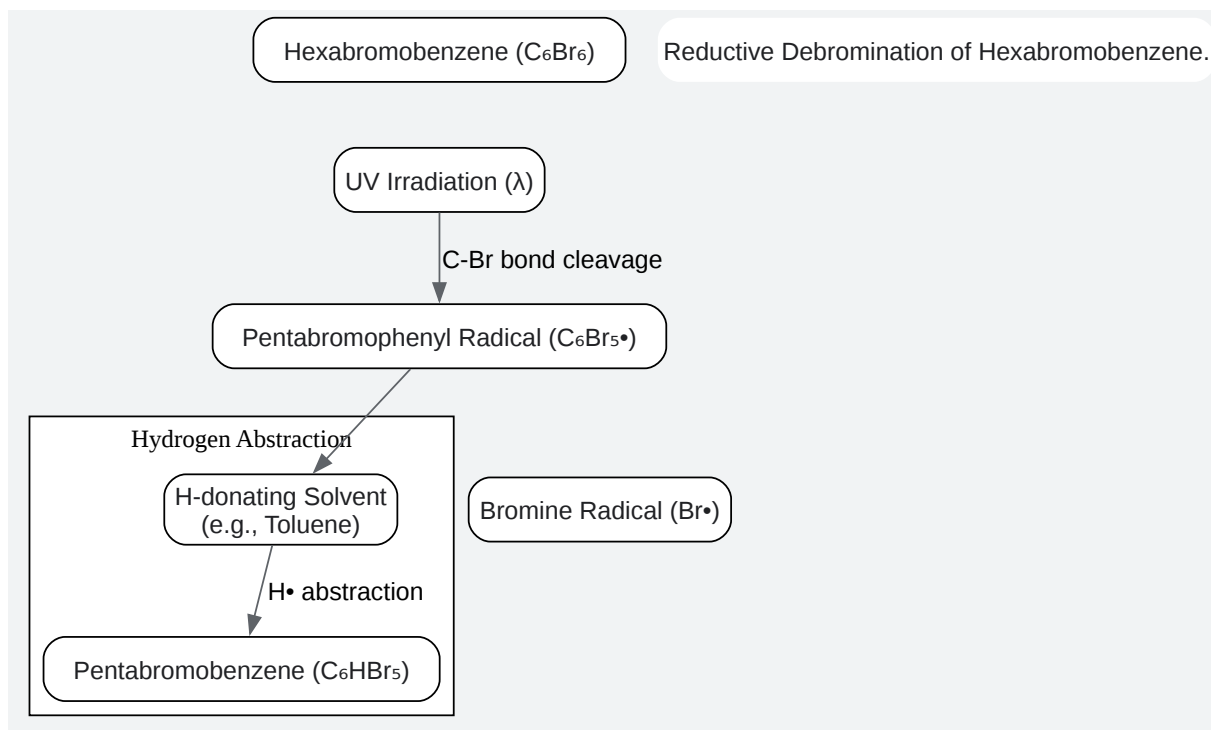 Hexabromobenzene (C₆Br₆)
Reductive Debromination of Hexabromobenzene.
UV Irradiation (λ)
C-Br bond cleavage
Pentabromophenyl Radical (C₆Br₅•)
Hydrogen Abstraction
H-donating Solvent
(e.g., Toluene)
Bromine Radical (Br•)
H• abstraction
Pentabromobenzene (C₆HBr₅)